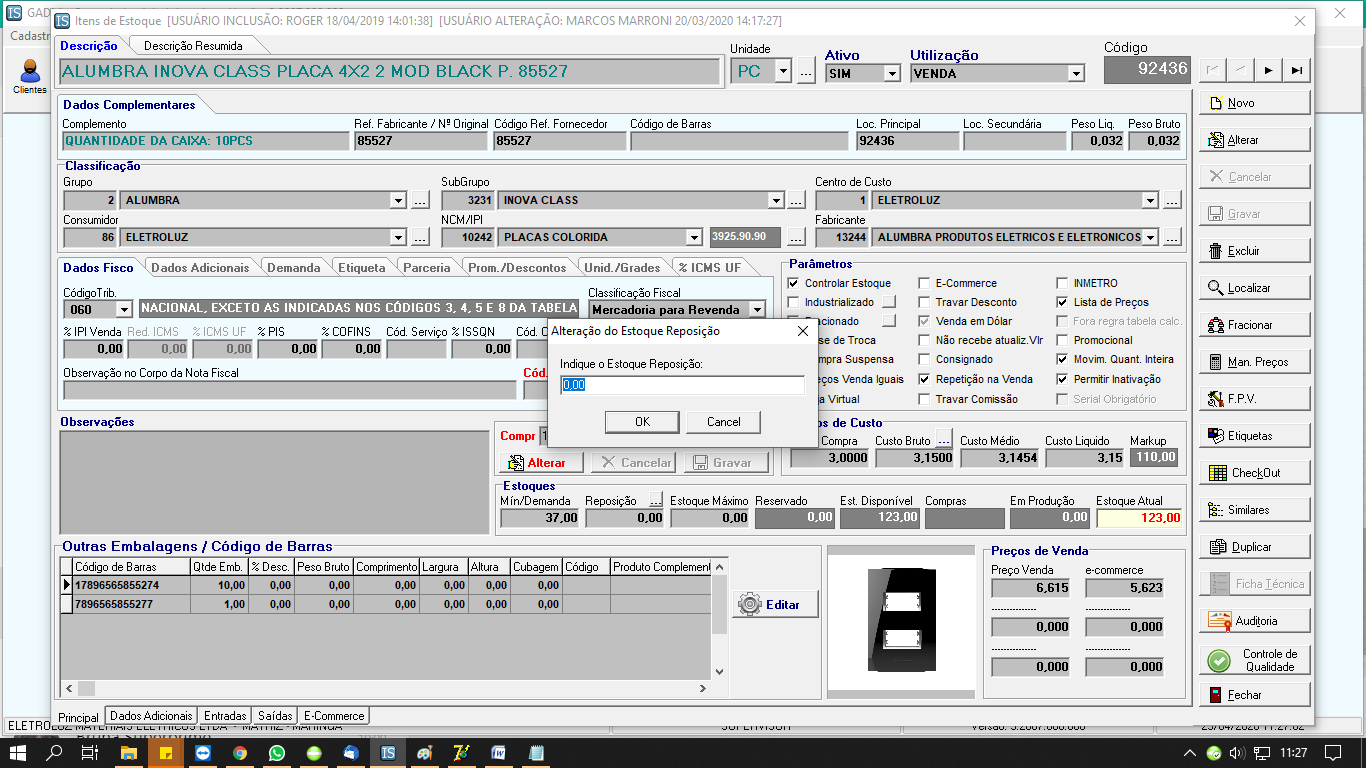 GAD
Itens de Estoque [USUÁRIO INCLUSÃO: ROGER 18/04/2019 14:01:38] [USUÁRIO ALTERAÇÃO: MARCOS MARRONI 20/03/2020 14:17:27]
Cadastr
Clientes
Descrição Descrição Resumida
Unidade Ativo Utilização Código
ALUMBRA INOVA CLASS PLACA 4X2 2 MOD BLACK P. 85527 PC ... SIM VENDA 92436
Dados Complementares
Complemento Ref. Fabricante / Nº Original Código Ref. Fornecedor Código de Barras Loc. Principal Loc. Secundária Peso Liq. Peso Bruto
QUANTIDADE DA CAIXA: 10PCS 85527 85527 92436 0,032 0,032
Classificação
Grupo SubGrupo Centro de Custo
2 ALUMBRA ... 3231 INOVA CLASS ... 1 ELETROLUZ ...
Consumidor NCM/IPI Fabricante
86 ELETROLUZ ... 10242 PLACAS COLORIDA 3925.90.90 ... 13244 ALUMBRA PRODUTOS ELETRICOS E ELETRONICOS ...
Dados Fisco Dados Adicionais Demanda Etiqueta Parceria Prom./Descontos Unid./Grades % ICMS UF
CódigoTrib. Classificação Fiscal
060 NACIONAL, EXCETO AS INDICADAS NOS CÓDIGOS 3, 4, 5 E 8 DA TABELA Mercadoria para Revenda
% IPI Venda Red. ICMS % ICMS UF % PIS % COFINS Cód. Serviço % ISSQN Cód. C
0,00 0,00 0,00 0,00 0,00 0,00
Observação no Corpo da Nota Fiscal Cód.
Parâmetros
Controlar Estoque E-Commerce INMETRO
Industrializado Travar Desconto Lista de Preços
racionado Venda em Dólar Fora regra tabela calc.
se de Troca Não recebe atualiz.Vlr Promocional
mpra Suspensa Consignado Movim. Quant. Inteira
eços Venda Iguais Repetição na Venda Permitir Inativação
a Virtual Travar Comissão Serial Obrigatório
Alteração do Estoque Reposição
Indique o Estoque Reposição:
0,00
OK Cancel
Observações
Compr 1
Alterar Cancelar Gravar
os de Custo
Compra Custo Bruto ... Custo Médio Custo Liquido Markup
3,0000 3,1500 3,1454 3,15 110,00
Estoques
Mín/Demanda Reposição ... Estoque Máximo Reservado Est. Disponível Compras Em Produção Estoque Atual
37,00 0,00 0,00 0,00 123,00 0,00 123,00
Outras Embalagens / Código de Barras
Código de Barras Qtde Emb. % Desc. Peso Bruto Comprimento Largura Altura Cubagem Código Produto Complement
17896565855274 10,00 0,00 0,00 0,00 0,00 0,00 0,00
7896565855277 1,00 0,00 0,00 0,00 0,00 0,00 0,00
Editar
Preços de Venda
Preço Venda e-commerce
6,615 5,623
-------------- --------------
0,000 0,000
-------------- --------------
0,000 0,000
Novo
Alterar
Cancelar
Gravar
Excluir
Localizar
Fracionar
Man. Preços
F.P.V.
Etiquetas
CheckOut
Similares
Duplicar
Ficha Técnica
Auditoria
Controle de
Qualidade
Fechar
Principal Dados Adicionais Entradas Saídas E-Commerce
ELETROLUZ MATERIAIS ELETRICOS LTDA - MATRIZ - MARINGA SUPERVISOR
11:27